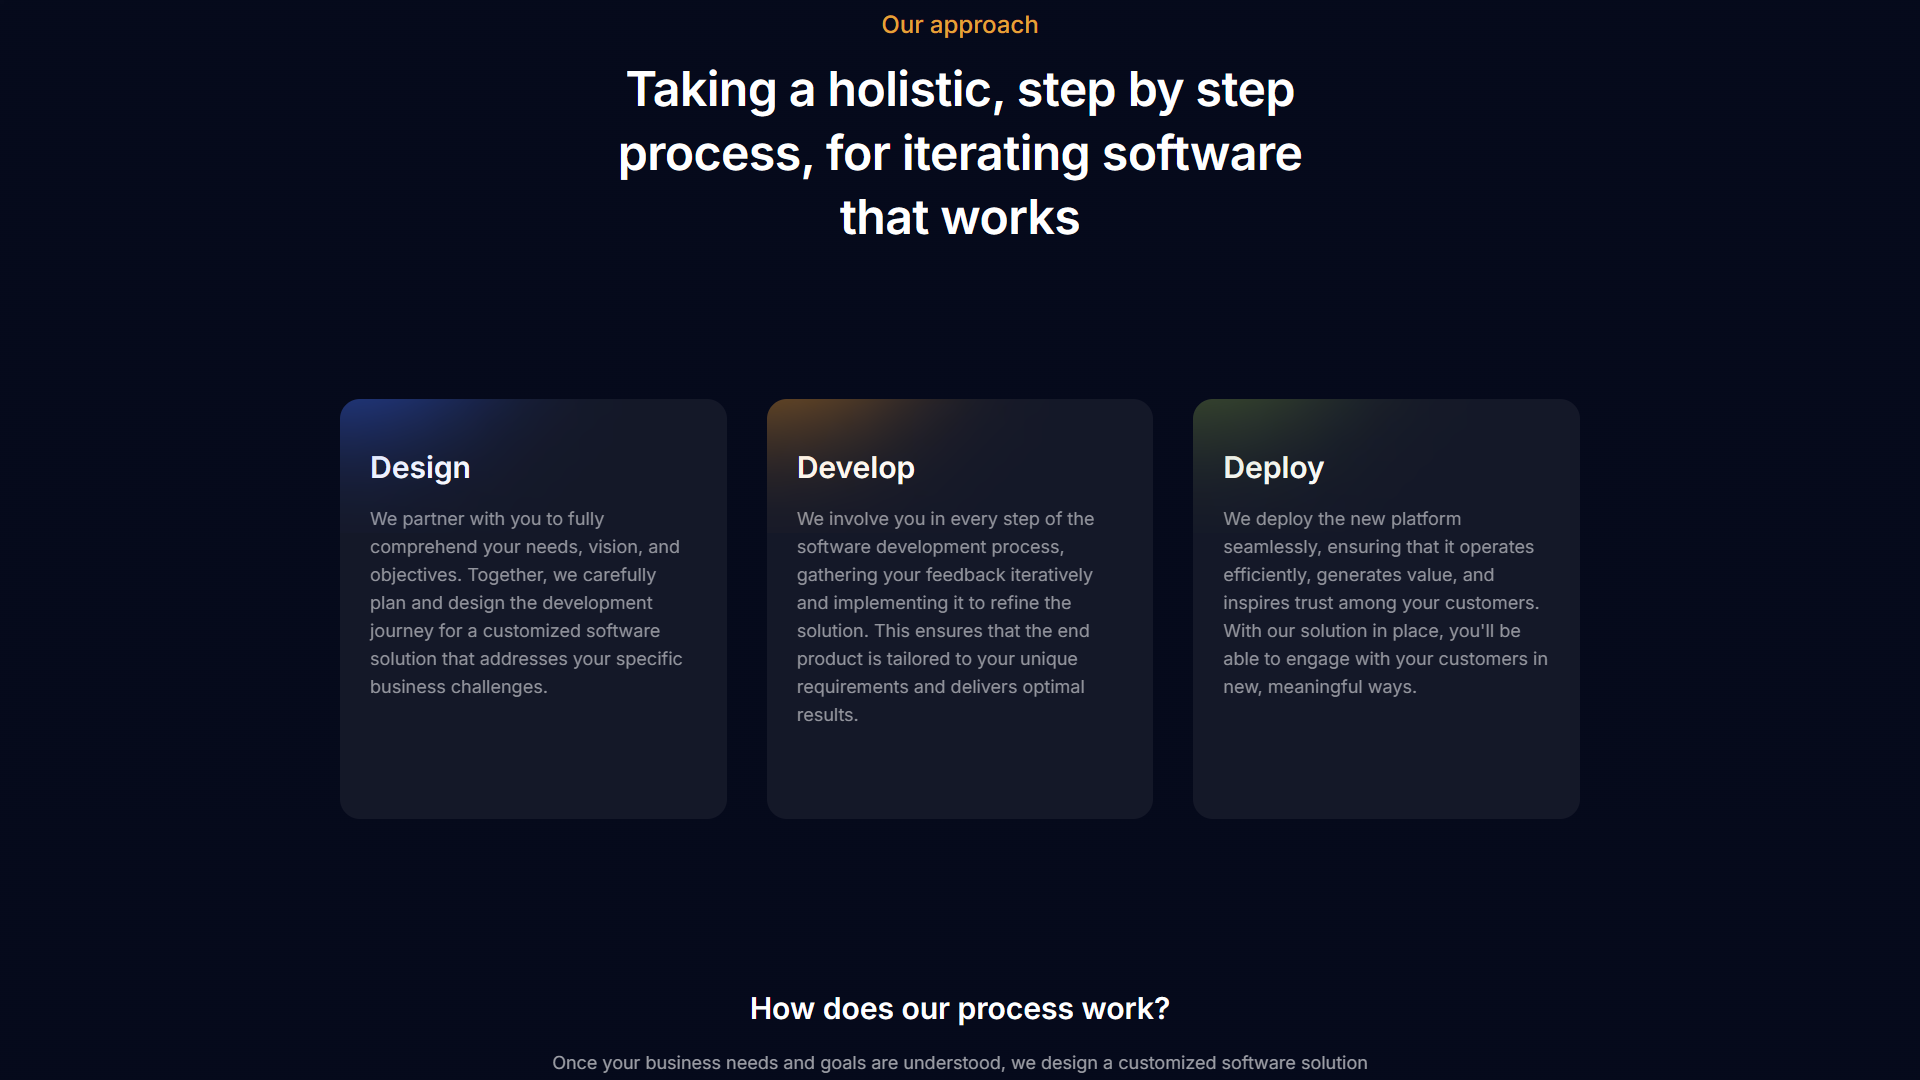 Our approach
Taking a holistic, step by step
process, for iterating software
that works
Design
We partner with you to fully
comprehend your needs, vision, and
objectives. Together, we carefully
plan and design the development
journey for a customized software
solution that addresses your specific
business challenges.
Develop
We involve you in every step of the
software development process,
gathering your feedback iteratively
and implementing it to refine the
solution. This ensures that the end
product is tailored to your unique
requirements and delivers optimal
results.
Deploy
We deploy the new platform
seamlessly, ensuring that it operates
efficiently, generates value, and
inspires trust among your customers.
With our solution in place, you'll be
able to engage with your customers in
new, meaningful ways.
How does our process work?
Once your business needs and goals are understood, we design a customized software solution